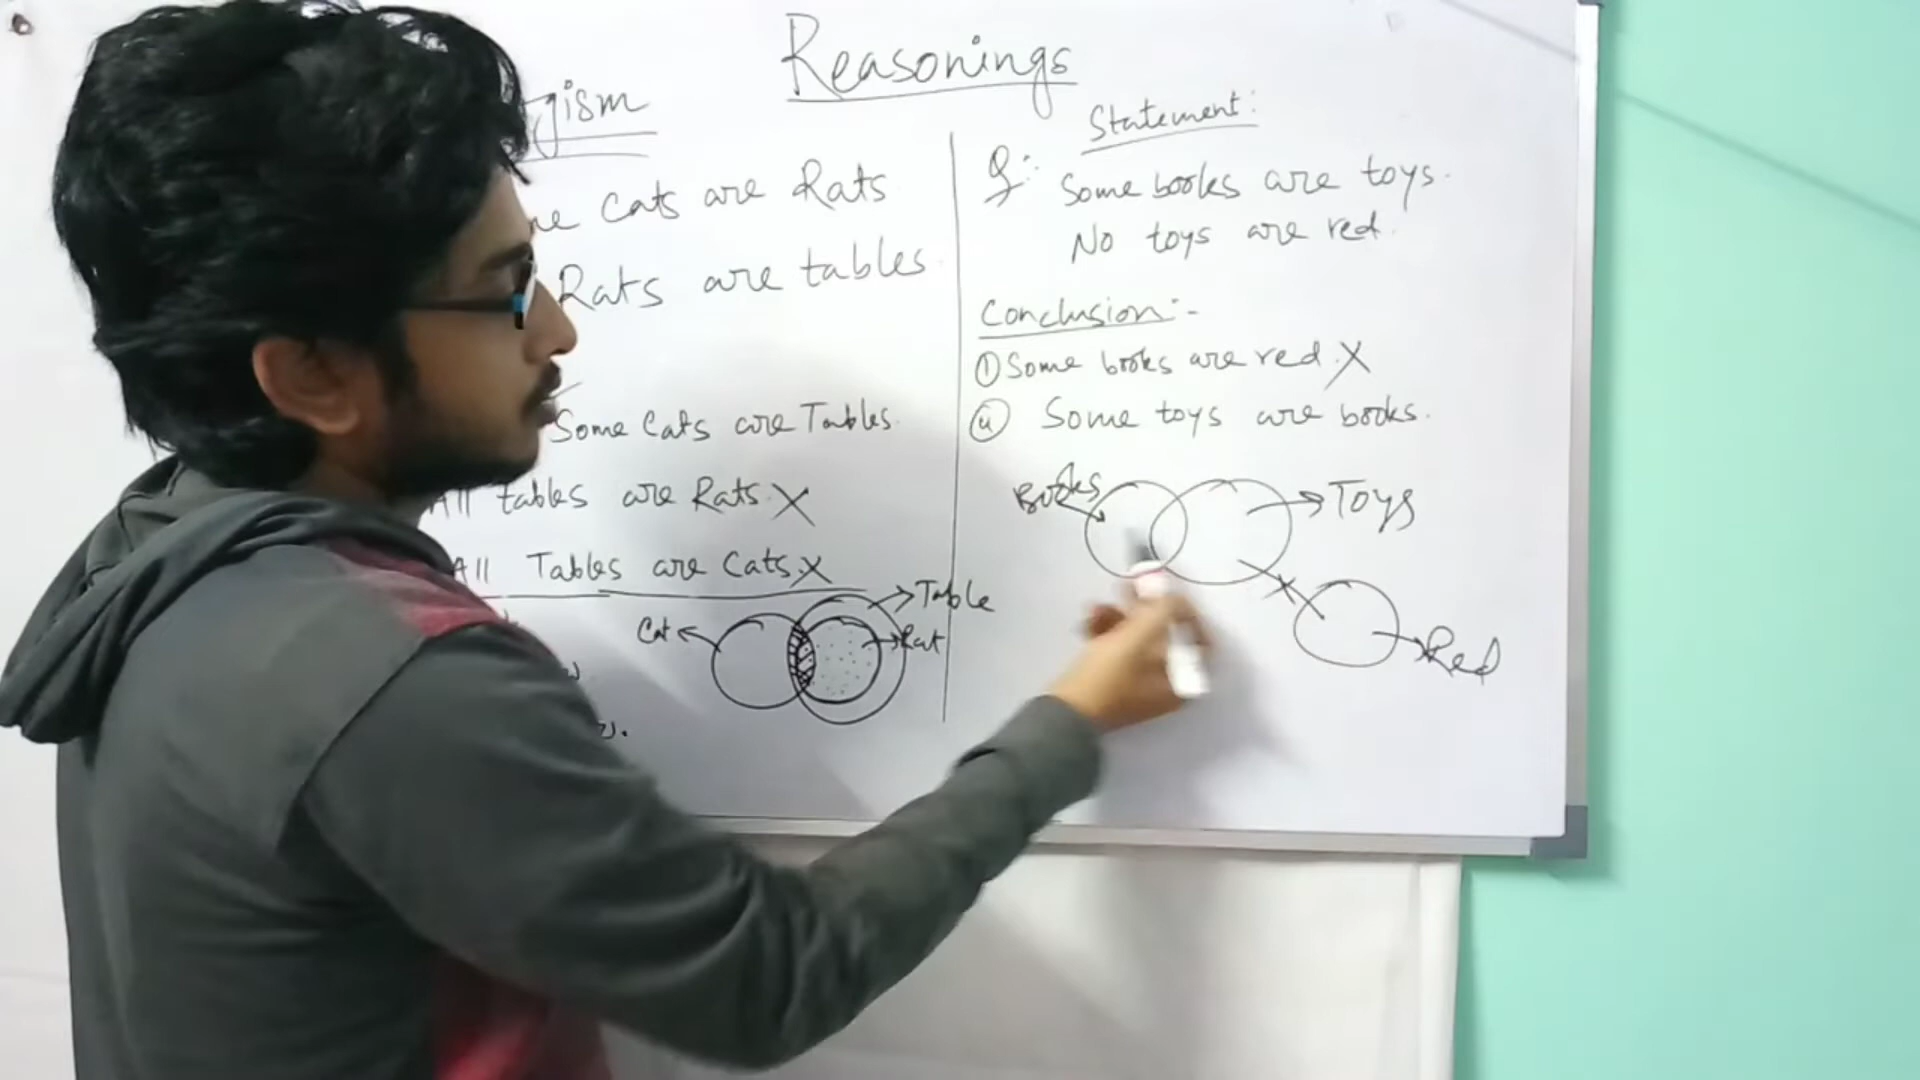 Reasonings
gism
Cats are Rats
Rats are tables
Some Cats are Tables.
All tables are Rats. X
All Tables are Cats. X
Cat
Table
Rat
Statement:
Q:- Some books are toys.
No toys are red.
Conclusion:-
(i) Some books are red. X
(ii) Some toys are books.
Books
Toys
Red